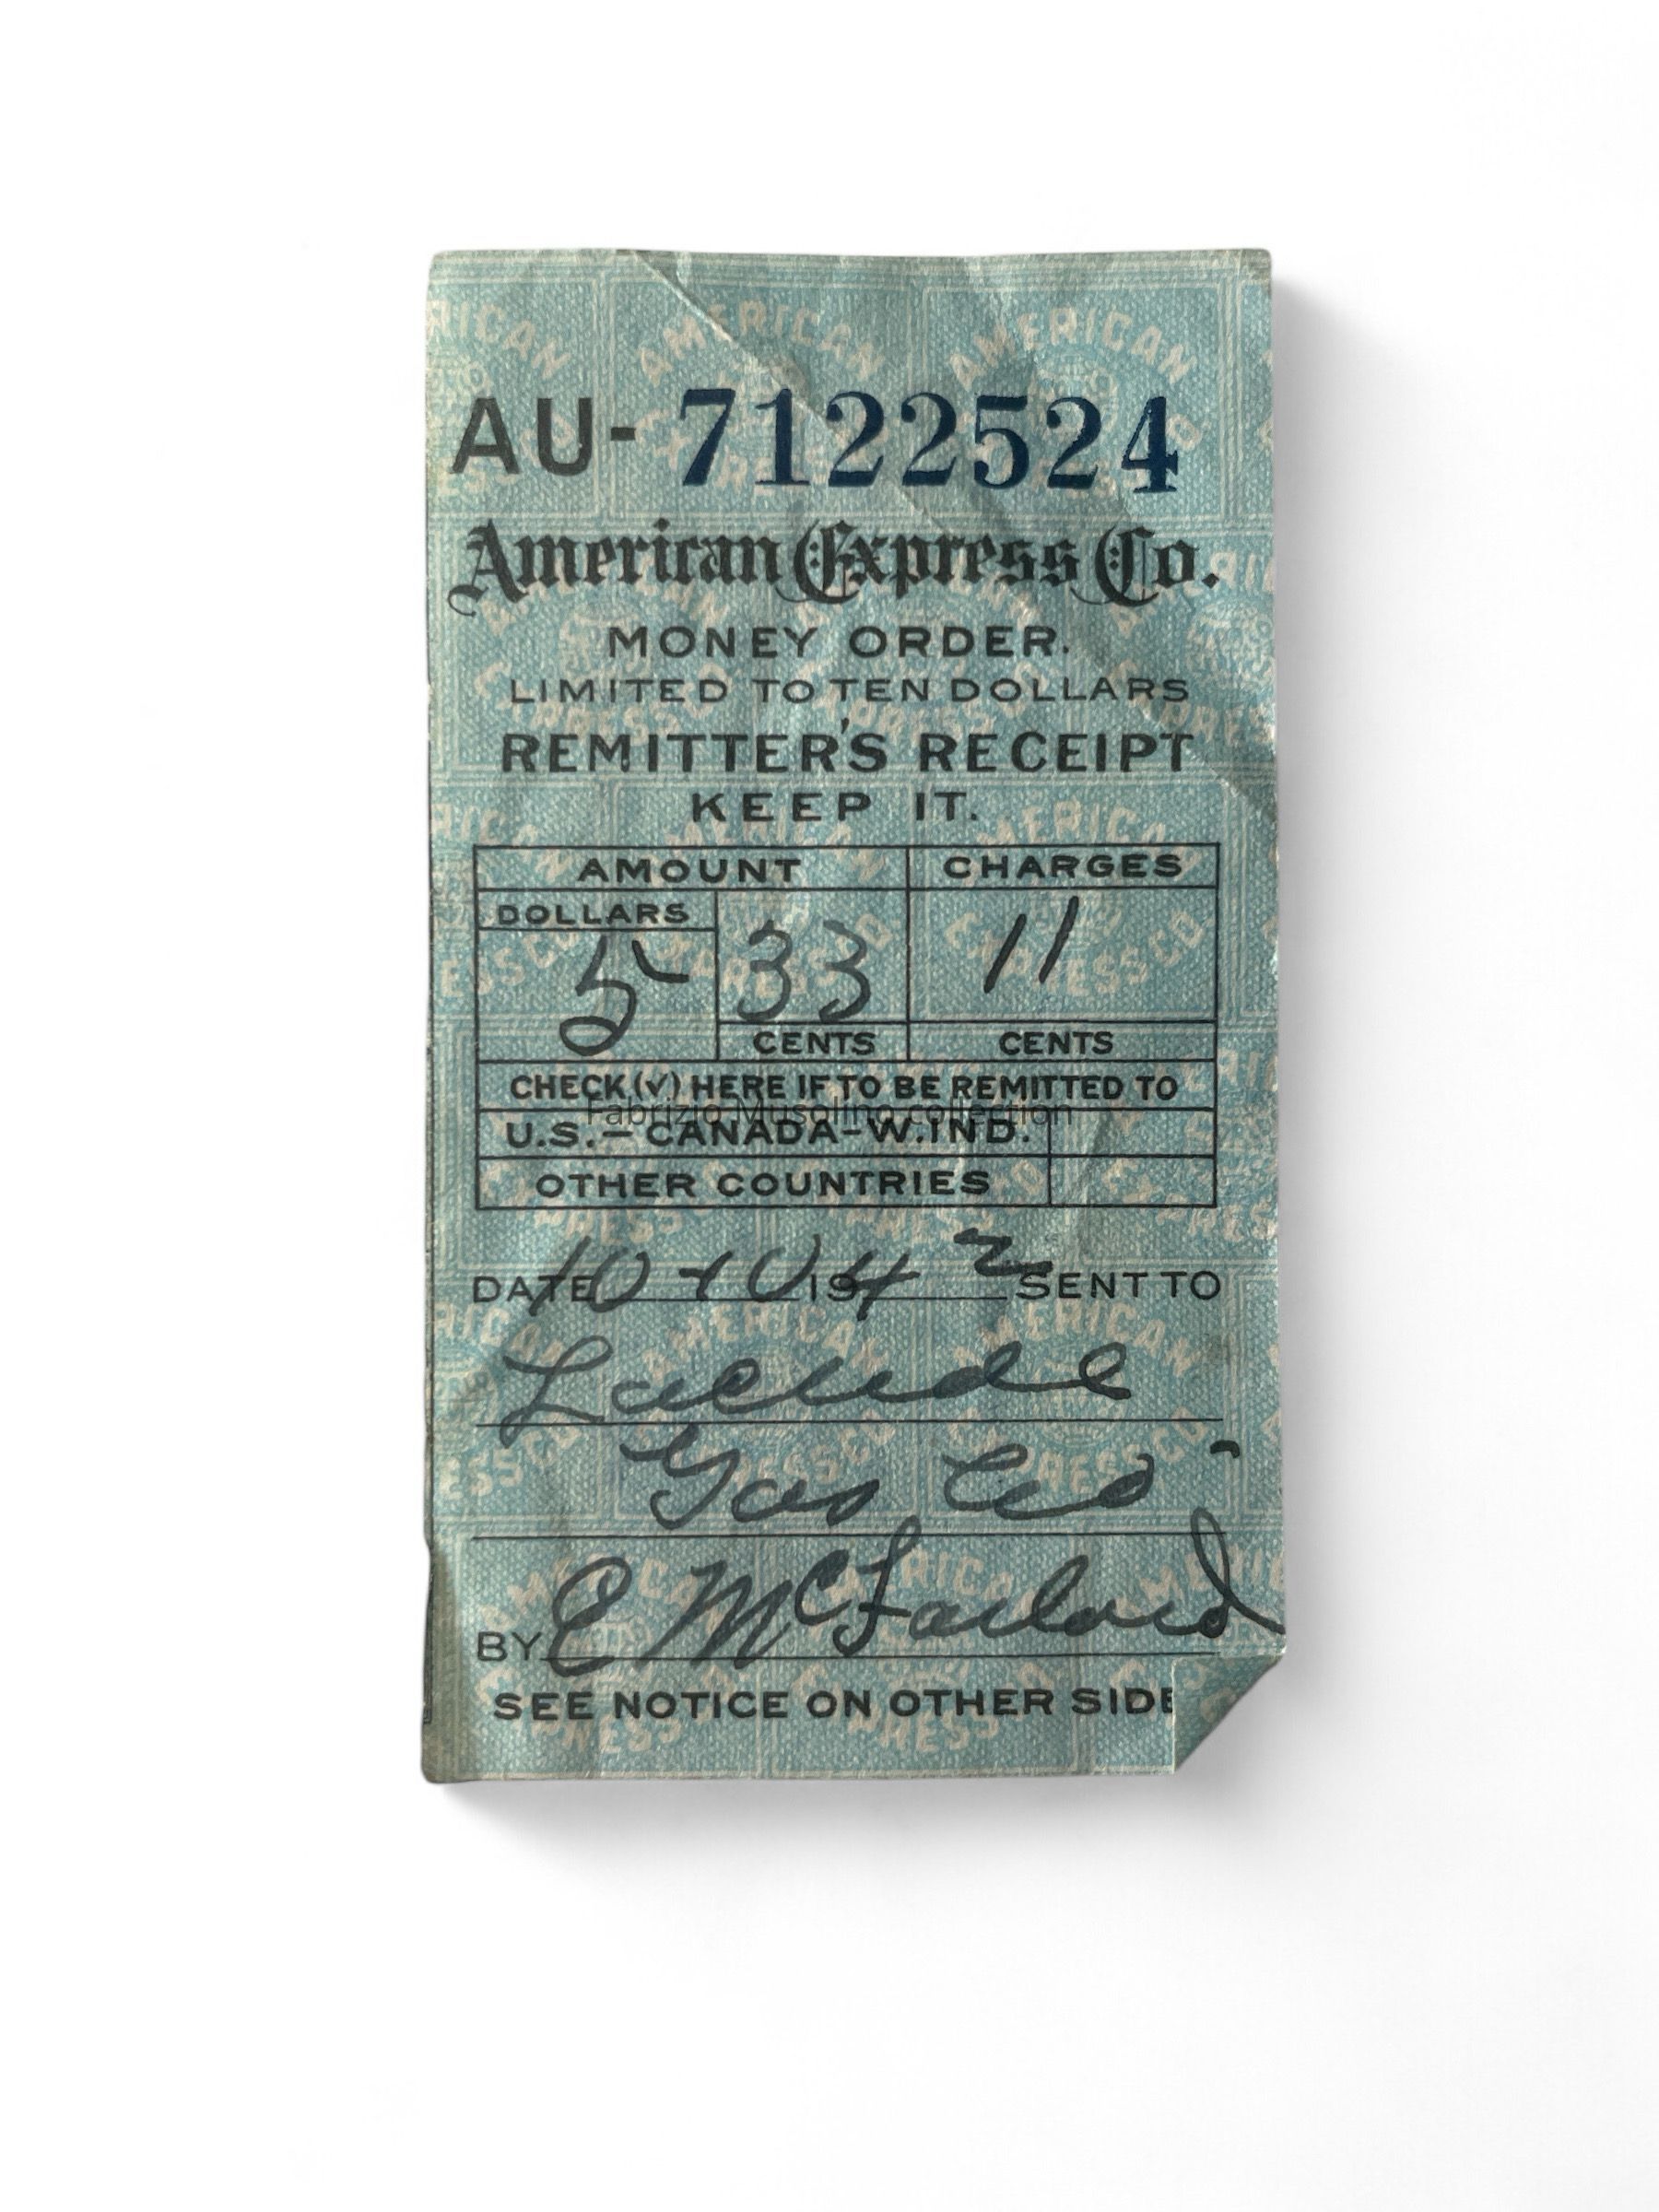 AU-7122524
American Express Co.
MONEY ORDER.
LIMITED TO TEN DOLLARS
REMITTER'S RECEIPT
KEEP IT.
AMOUNT CHARGES
DOLLARS
5 33 11
CENTS CENTS
CHECK (√) HERE IF TO BE REMITTED TO
Fabrizio Musolino collection
U.S.—CANADA—W.IND.
OTHER COUNTRIES
DATE 10-10 1942 SENT TO
Laclede
Gas Co
BY E McFarland
SEE NOTICE ON OTHER SIDE